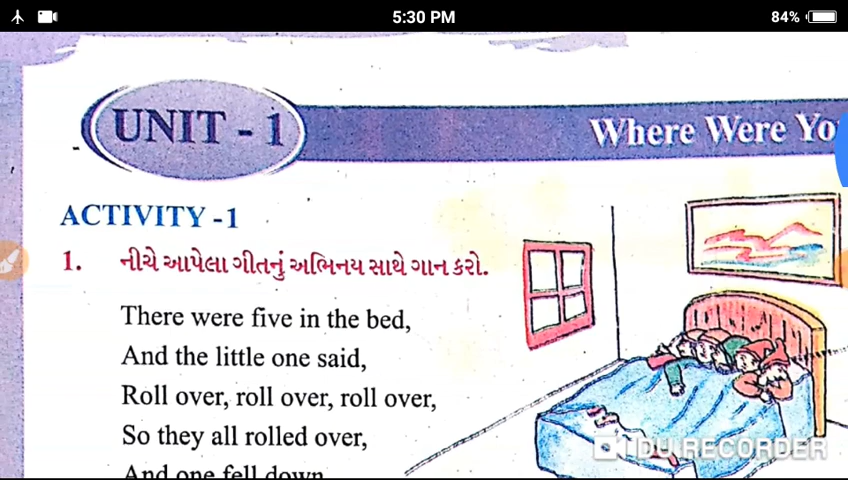 5:30 PM
84%
UNIT - 1
Where Were Yo
ACTIVITY -1
1. નીચે આપેલા ગીતનું અભિનય સાથે ગાન કરો.
There were five in the bed,
And the little one said,
Roll over, roll over, roll over,
So they all rolled over,
And one fell down
DU RECORDER